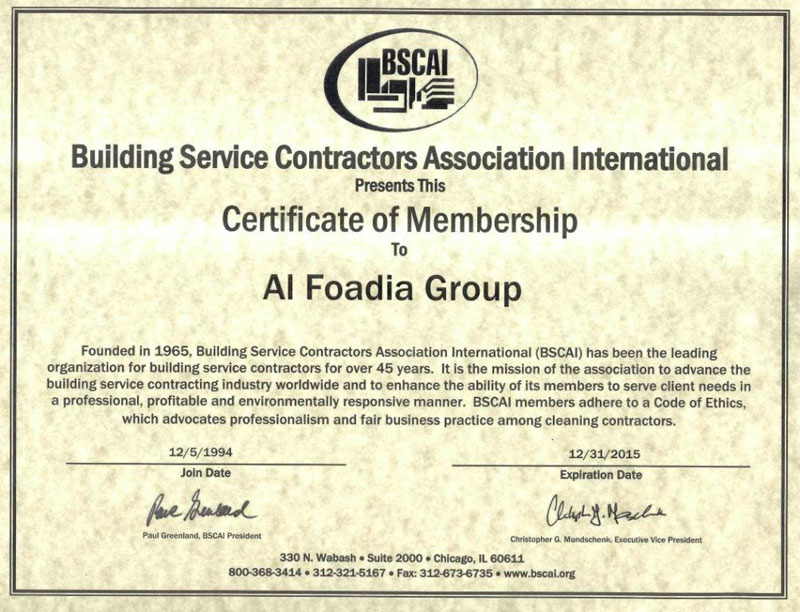 BSCAI
Building Service Contractors Association International
Presents This
Certificate of Membership
To
Al Foadia Group
Founded in 1965, Building Service Contractors Association International (BSCAI) has been the leading
organization for building service contractors for over 45 years. It is the mission of the association to advance the
building service contracting industry worldwide and to enhance the ability of its members to serve client needs in
a professional, profitable and environmentally responsive manner. BSCAI members adhere to a Code of Ethics,
which advocates professionalism and fair business practice among cleaning contractors.
12/5/1994
Join Date
12/31/2015
Expiration Date
Paul Greenland
Paul Greenland, BSCAI President
Christopher G. Mundschenk, Executive Vice President
330 N. Wabash • Suite 2000 • Chicago, IL 60611
800-368-3414 • 312-321-5167 • Fax: 312-673-6735 • www.bscai.org